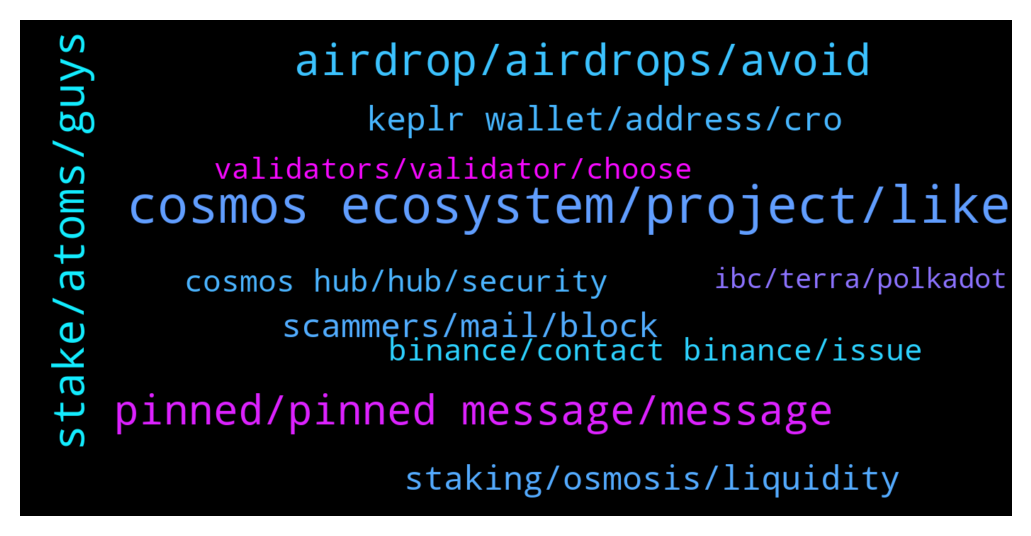 stake/atoms/guys
airdrop/airdrops/avoid
keplr wallet/address/cro
validators/validator/choose
cosmos ecosystem/project/like
cosmos hub/hub/security
ibc/terra/polkadot
scammers/mail/block
binance/contact binance/issue
pinned/pinned message/message
staking/osmosis/liquidity